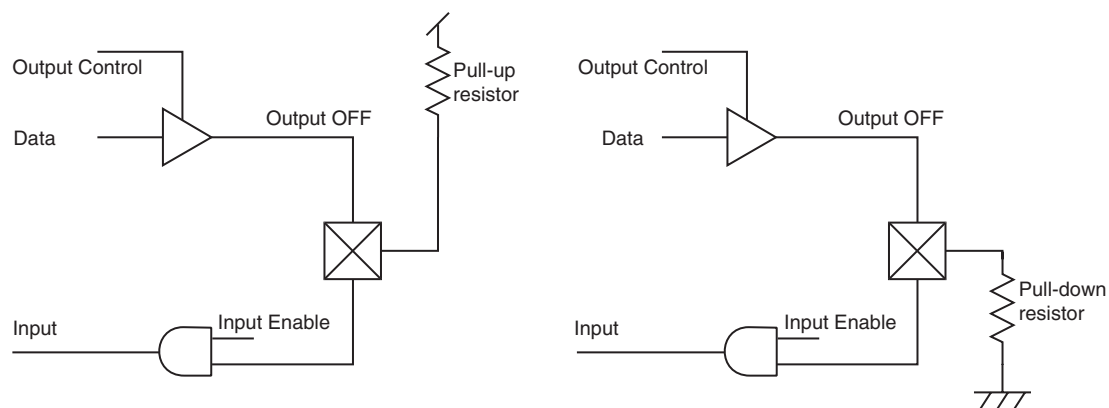 Output Control
Pull-up
resistor
Output OFF
Data
Input Enable
Input
Output Control
Output OFF
Data
Pull-down
resistor
Input Enable
Input